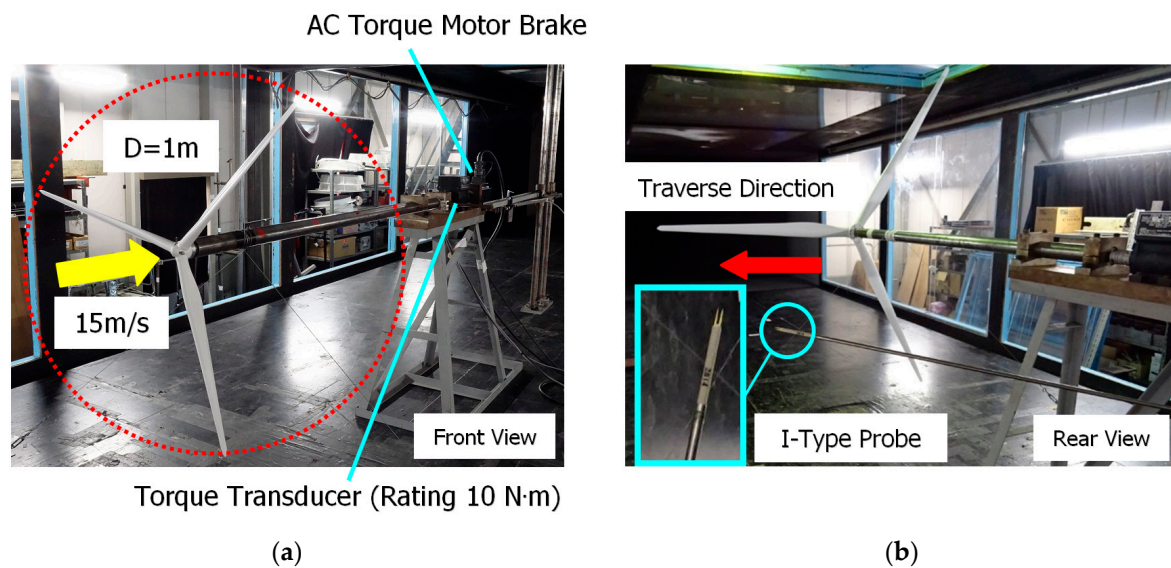 AC Torque Motor Brake
D=1m
15m/s
Front View
Torque Transducer (Rating 10 N·m)
(a)
Traverse Direction
I-Type Probe
Rear View
(b)